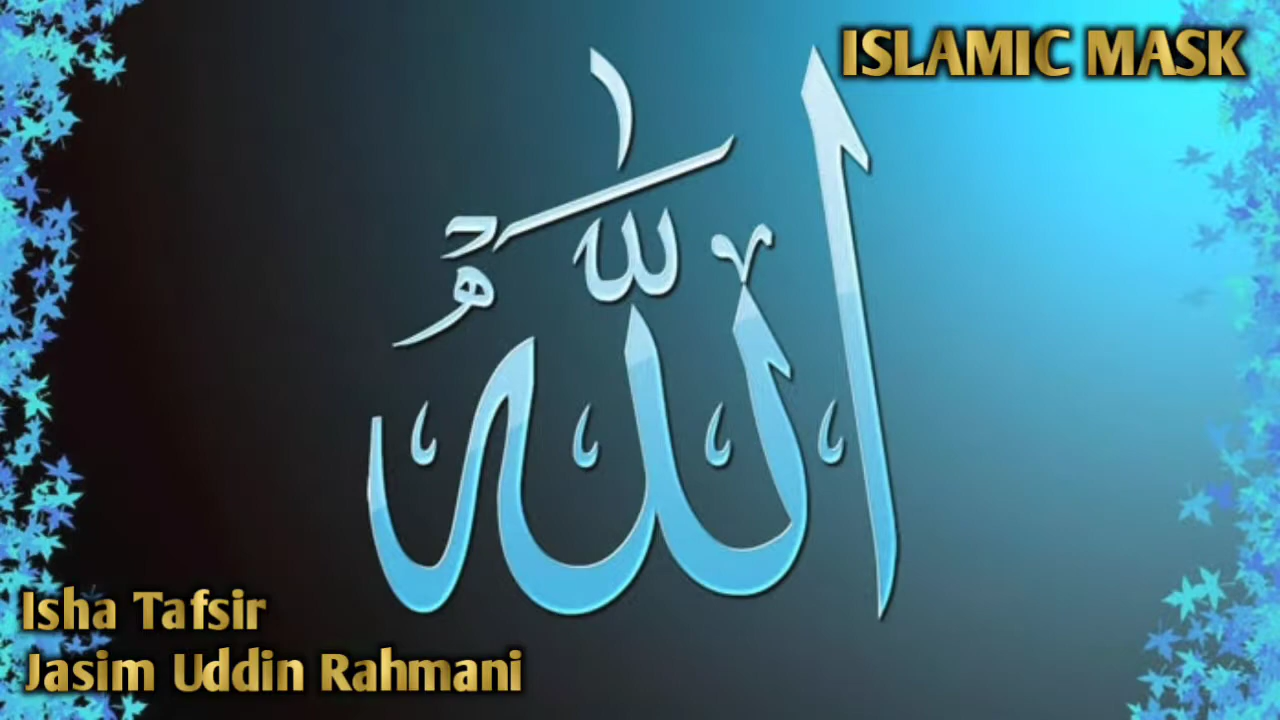 ISLAMIC MASK
الله
Isha Tafsir
Jasim Uddin Rahmani